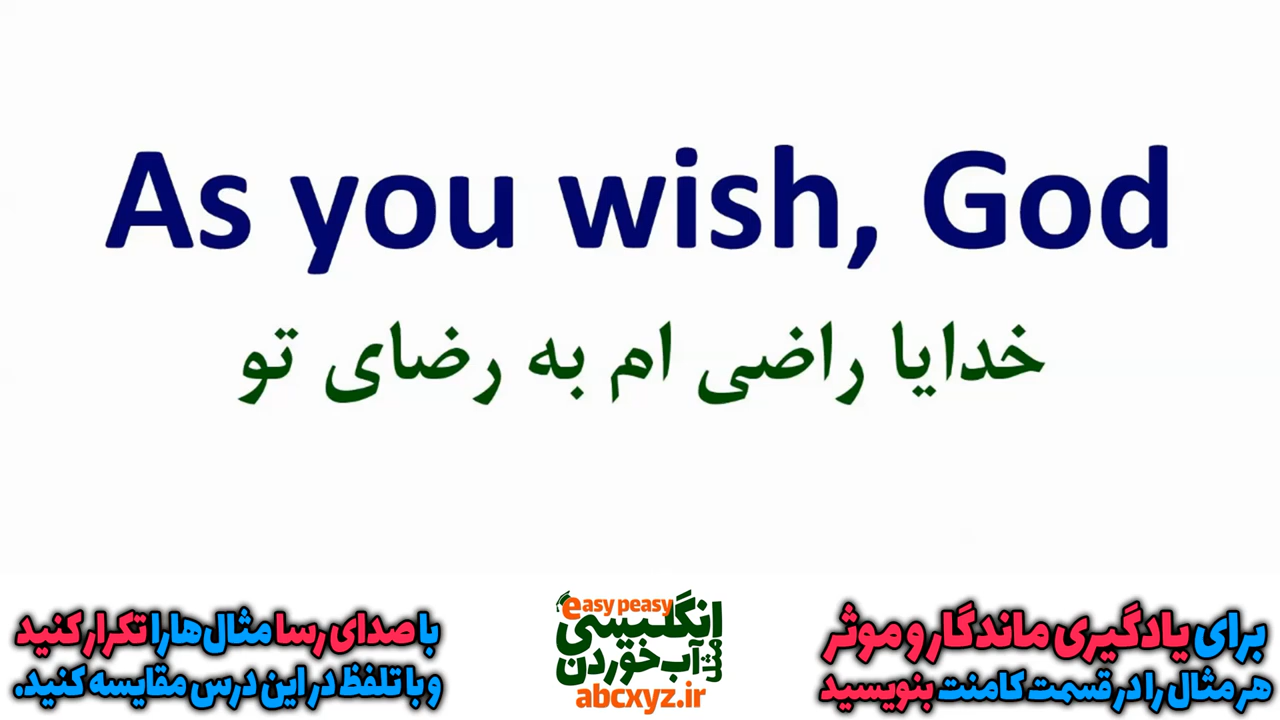 As you wish, God
خدایا راضی ام به رضای تو
برای یادگیری ماندگار و موثر
هر مثال را در قسمت کامنت بنویسید
easy peasy
انگلیسی
مثل آب خوردن
abcxyz.ir
با صدای رسا مثال‌ها را تکرار کنید
و با تلفظ در این درس مقایسه کنید.